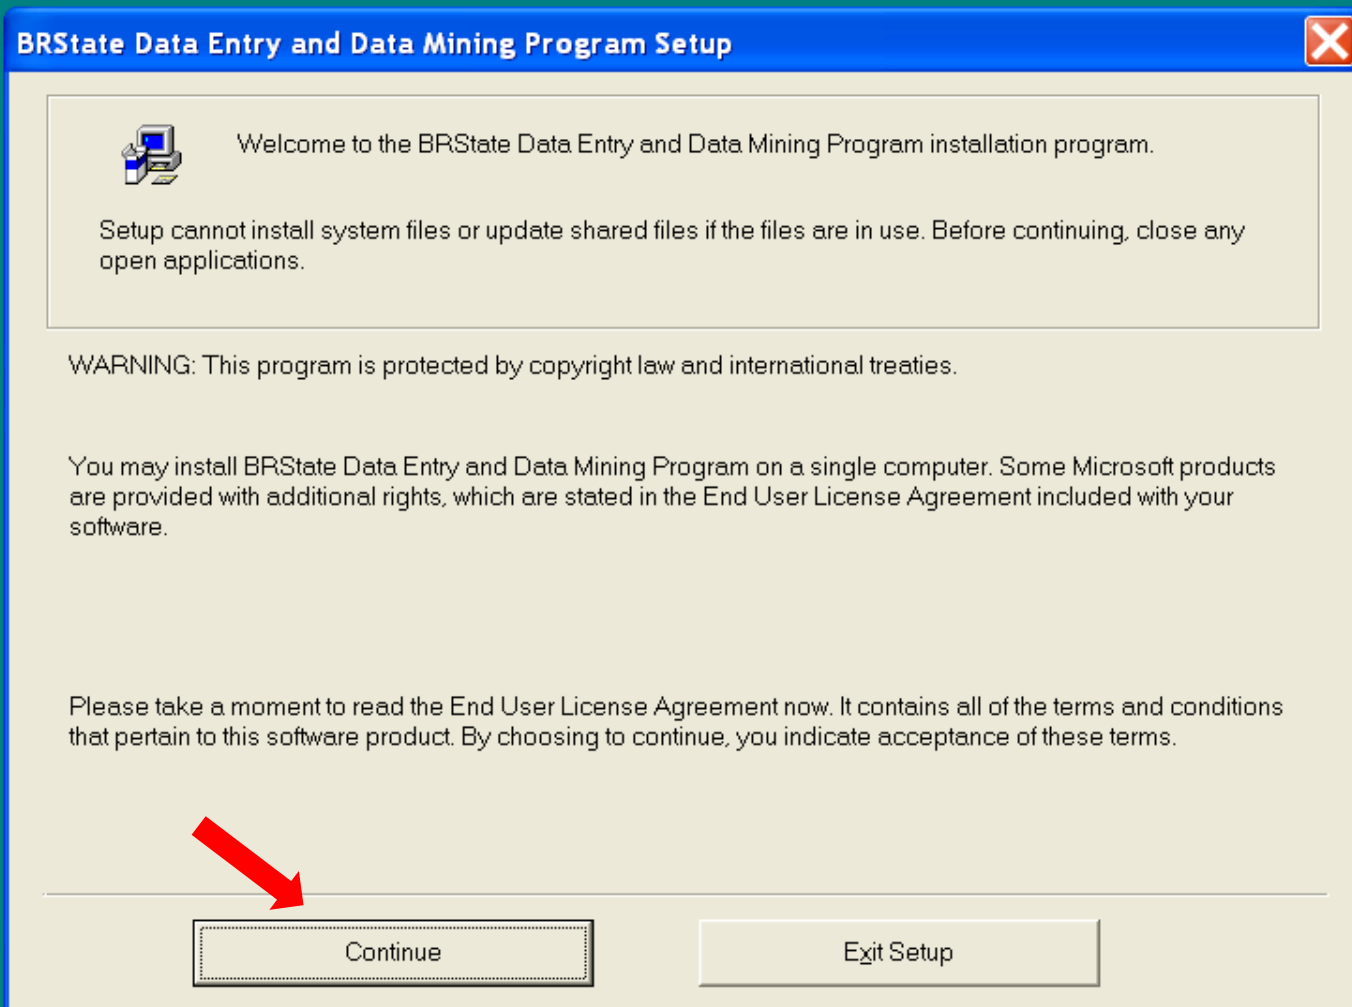 BRState Data Entry and Data Mining Program Setup
Welcome to the BRState Data Entry and Data Mining Program installation program.
Setup cannot install system files or update shared files if the files are in use. Before continuing, close any
open applications.
WARNING: This program is protected by copyright law and international treaties.
You may install BRState Data Entry and Data Mining Program on a single computer. Some Microsoft products
are provided with additional rights, which are stated in the End User License Agreement included with your
software.
Please take a moment to read the End User License Agreement now. It contains all of the terms and conditions
that pertain to this software product. By choosing to continue, you indicate acceptance of these terms.
Continue
Exit Setup